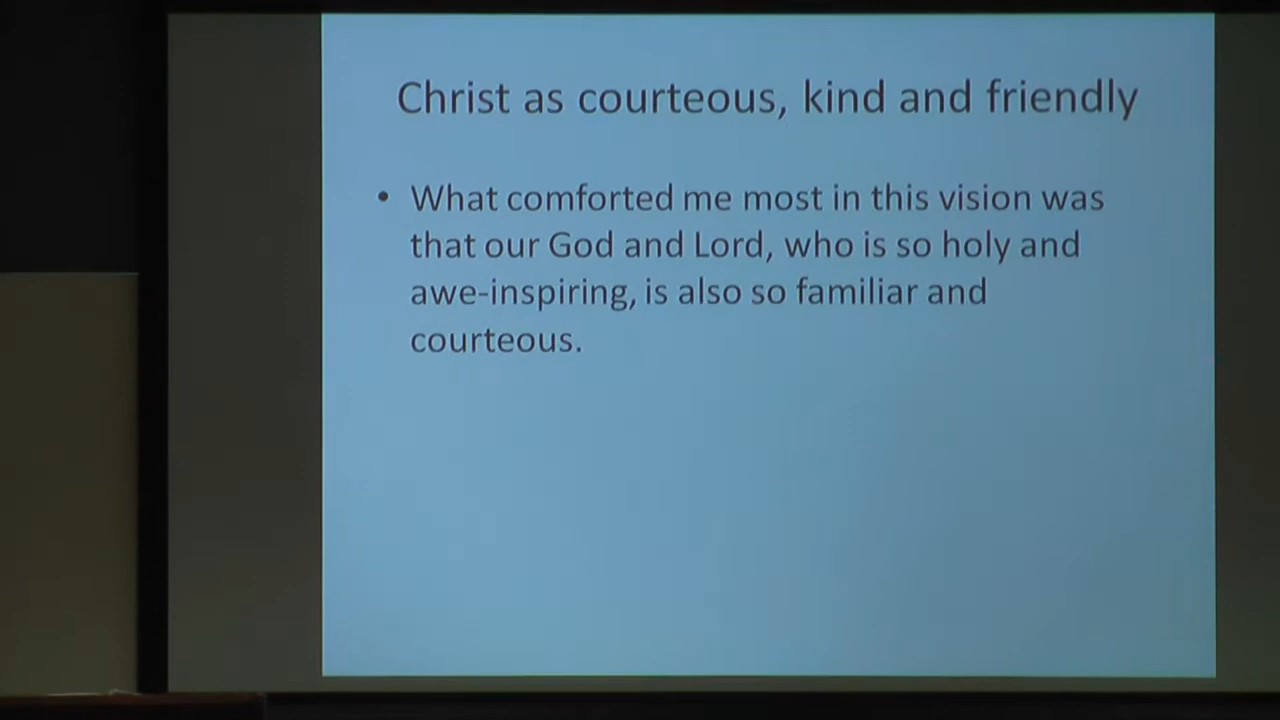 Christ as courteous, kind and friendly
• What comforted me most in this vision was
that our God and Lord, who is so holy and
awe-inspiring, is also so familiar and
courteous.